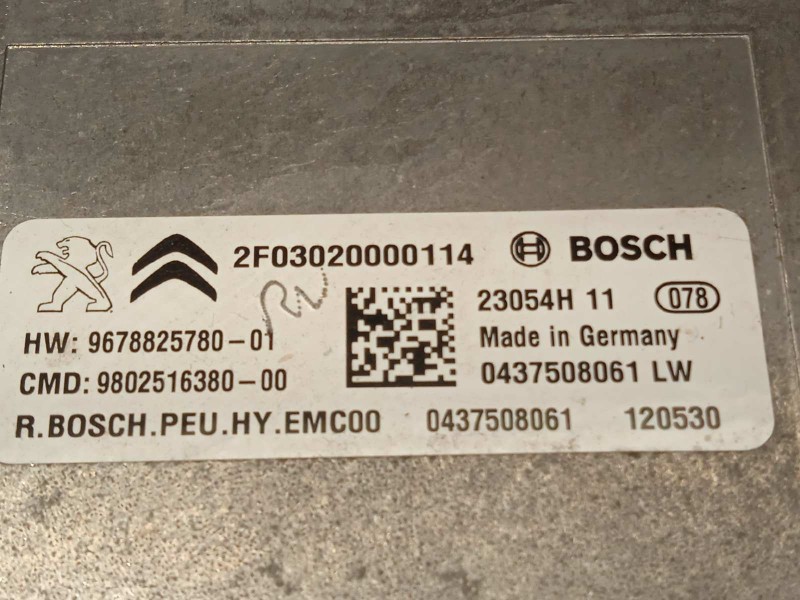 2F03020000114 BOSCH
23054H 11 078
HW: 9678825780-01 Made in Germany
CMD: 9802516380-00 0437508061 LW
R.BOSCH.PEU.HY.EMC00 0437508061 120530